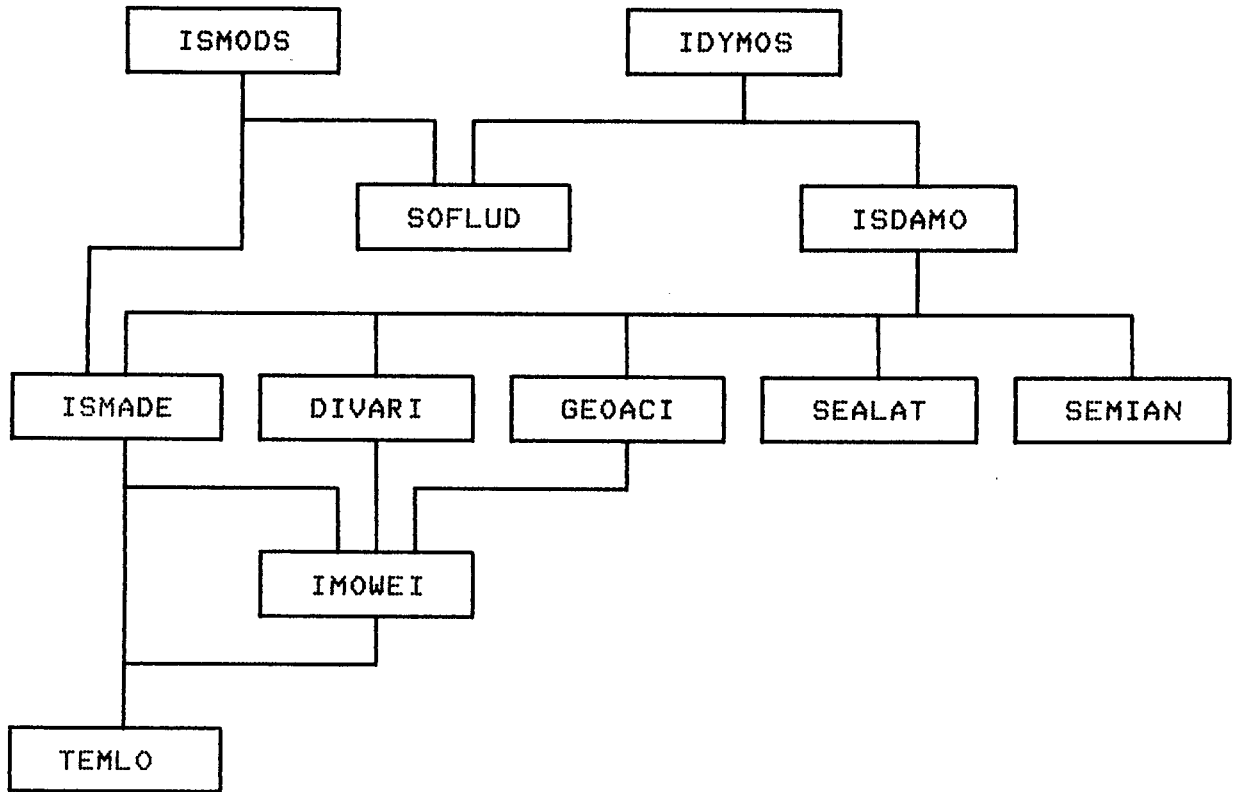 ISMODS
IDYMOS
SOFLUD
ISDAMO
ISMADE
DIVARI
GEOACI
SEALAT
SEMIAN
IMOWEI
TEMLO